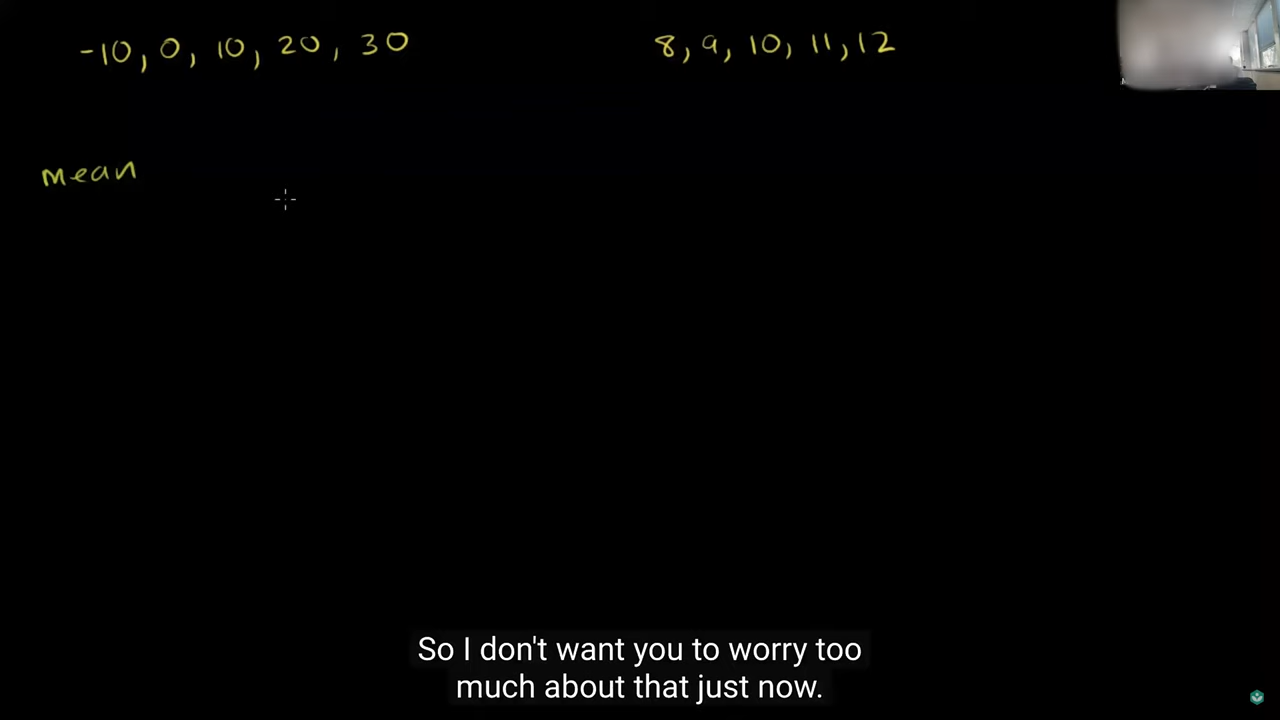 -10, 0, 10, 20, 30
8, 9, 10, 11, 12
mean
So I don't want you to worry too
much about that just now.